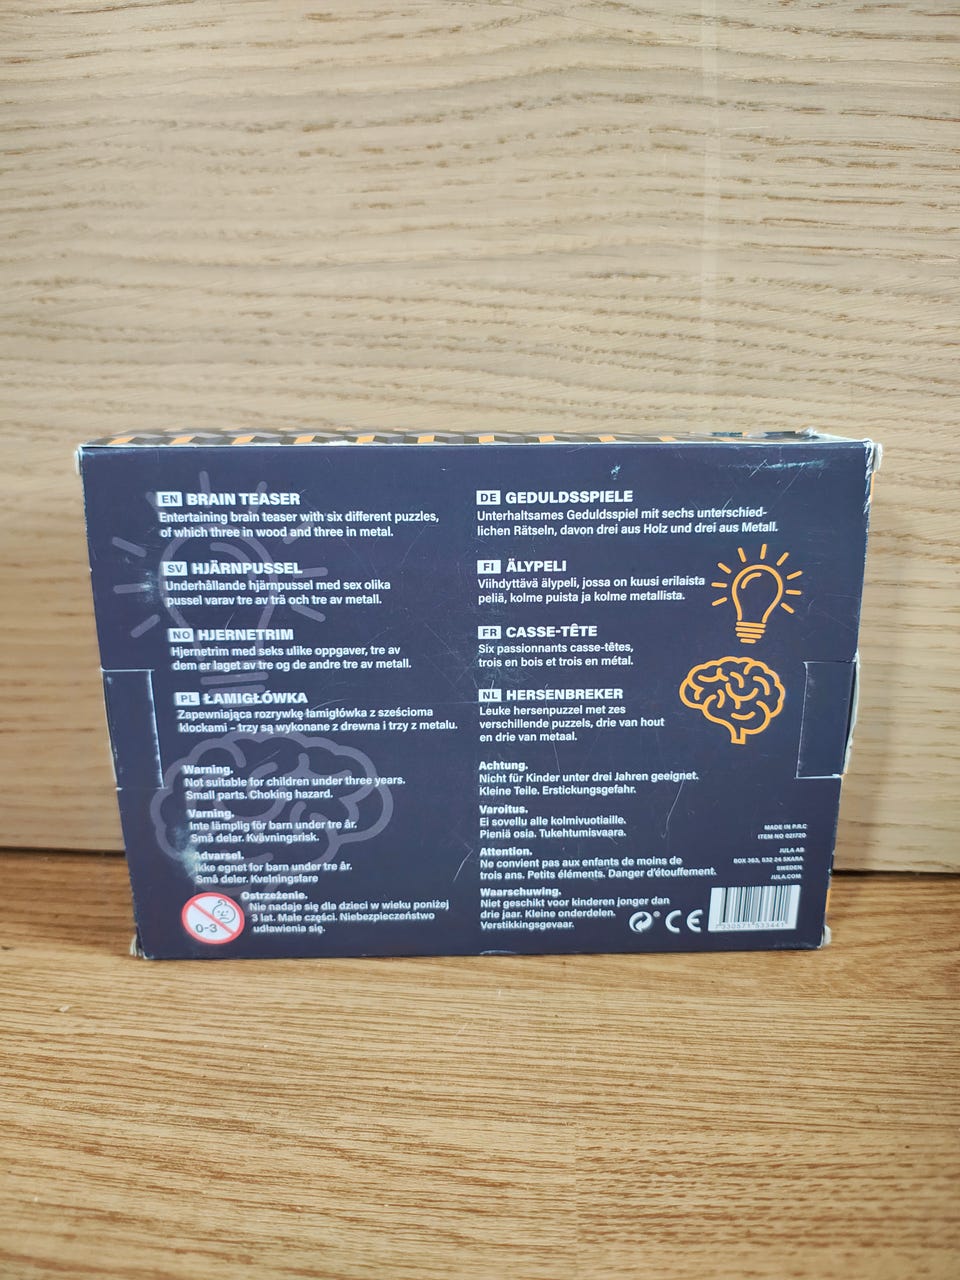 EN BRAIN TEASER
Entertaining brain teaser with six different puzzles,
of which three in wood and three in metal.
SV HJÄRNPUSSEL
Underhållande hjärnpussel med sex olika
pussel varav tre av trä och tre av metall.
NO HJERNETRIM
Hjernetrim med seks ulike oppgaver, tre av
dem er laget av tre og de andre tre av metall.
PL ŁAMIGŁÓWKA
Zapewniająca rozrywkę łamigłówka z sześcioma
klockami – trzy są wykonane z drewna i trzy z metalu.
Warning.
Not suitable for children under three years.
Small parts. Choking hazard.
Varning.
Inte lämplig för barn under tre år.
Små delar. Kvävningsrisk.
Advarsel.
Ikke egnet for barn under tre år.
Små deler. Kvelningsfare
Ostrzeżenie.
Nie nadaje się dla dzieci w wieku poniżej
3 lat. Małe części. Niebezpieczeństwo
udławienia się.
0-3
DE GEDULDSSPIELE
Unterhaltsames Geduldsspiel mit sechs unterschied-
lichen Rätseln, davon drei aus Holz und drei aus Metall.
FI ÄLYPELI
Viihdyttävä älypeli, jossa on kuusi erilaista
peliä, kolme puista ja kolme metallista.
FR CASSE-TÊTE
Six passionnants casse-têtes,
trois en bois et trois en métal.
NL HERSENBREKER
Leuke hersenpuzzel met zes
verschillende puzzels, drie van hout
en drie van metaal.
Achtung.
Nicht für Kinder unter drei Jahren geeignet.
Kleine Teile. Erstickungsgefahr.
Varoitus.
Ei sovellu alle kolmivuotiaille.
Pieniä osia. Tukehtumisvaara.
Attention.
Ne convient pas aux enfants de moins de
trois ans. Petits éléments. Danger d'étouffement.
Waarschuwing.
Niet geschikt voor kinderen jonger dan
drie jaar. Kleine onderdelen.
Verstikkingsgevaar.
CE
MADE IN P.R.C
ITEM NO 021720
JULA AB
BOX 363, 532 24 SKARA
SWEDEN
JULA.COM
7 330571 533441